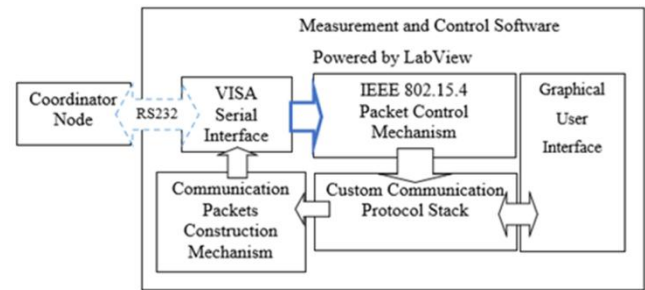 Measurement and Control Software
Powered by LabView
Coordinator
Node
RS232
VISA
Serial
Interface
IEEE 802.15.4
Packet Control
Mechanism
Graphical
User
Interface
Communication
Packets
Construction
Mechanism
Custom Communication
Protocol Stack